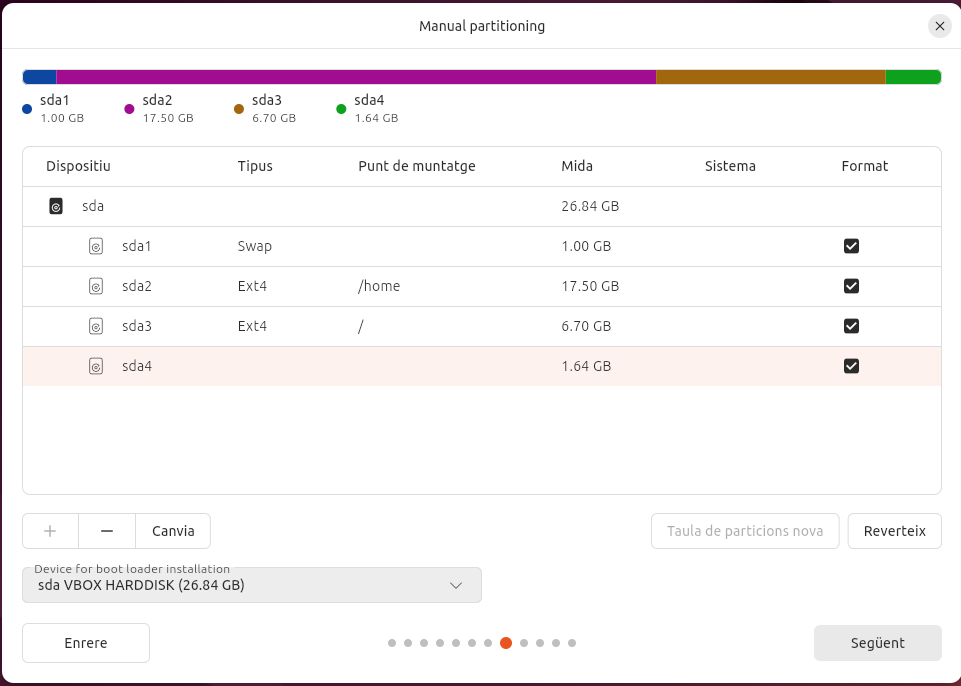 Manual partitioning
sda1 sda2 sda3 sda4
1.00 GB 17.50 GB 6.70 GB 1.64 GB
Dispositiu Tipus Punt de muntatge Mida Sistema Format
sda 26.84 GB
sda1 Swap 1.00 GB
sda2 Ext4 /home 17.50 GB
sda3 Ext4 / 6.70 GB
sda4 1.64 GB
+ − Canvia Taula de particions nova Reverteix
Device for boot loader installation
sda VBOX HARDDISK (26.84 GB)
Enrere Següent